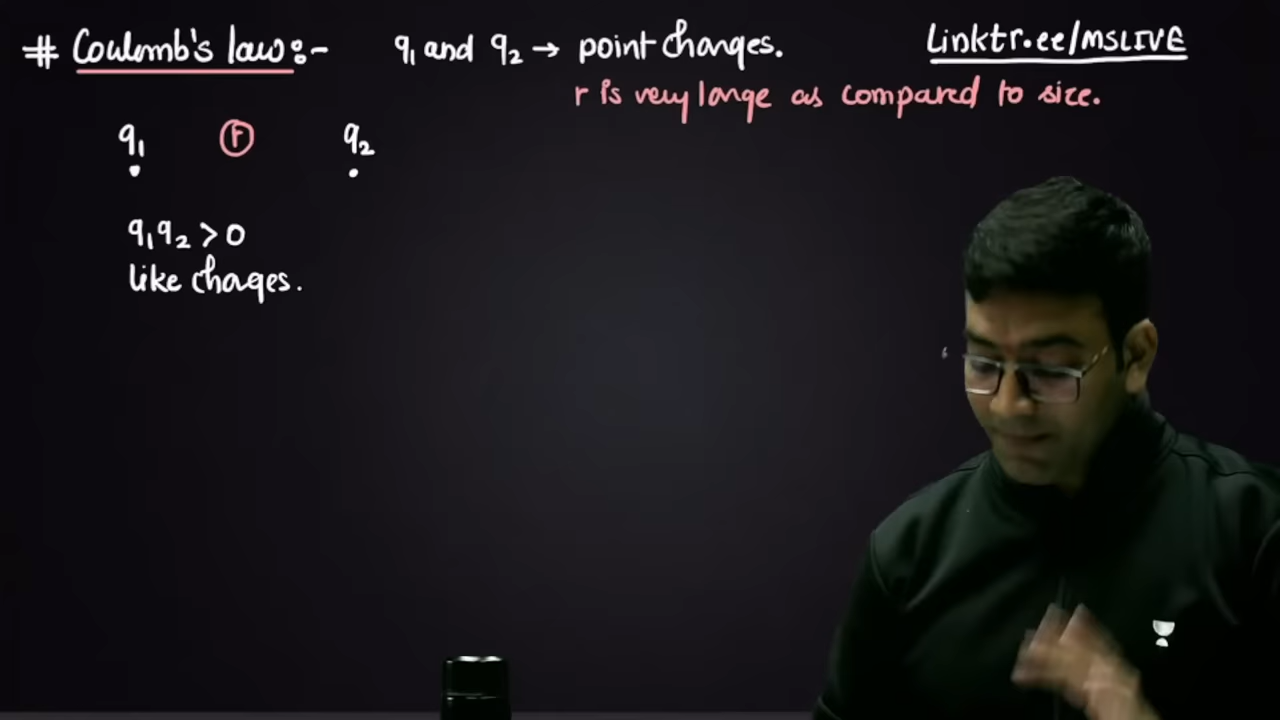 # Coulomb's law:- q₁ and q₂ → point charges. Linktr.ee/MSLIVE
r is very large as compared to size.
q₁ F q₂
q₁q₂ > 0
like chages.